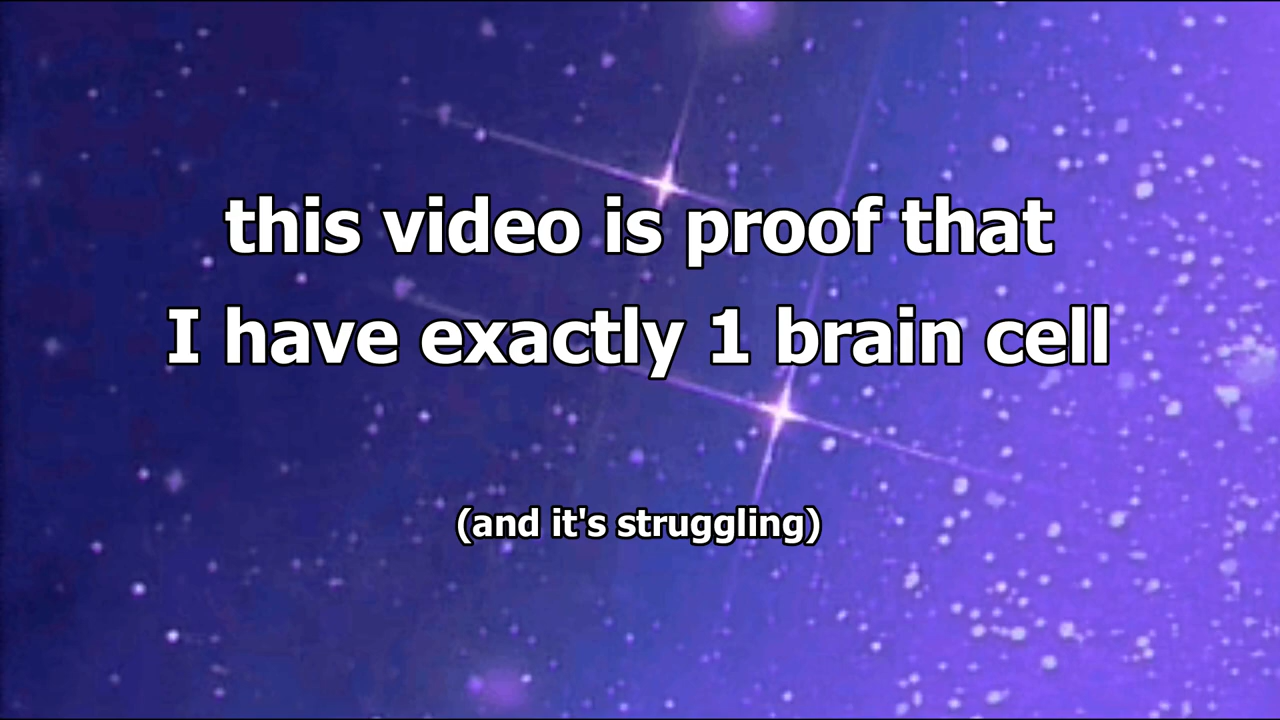 this video is proof that
I have exactly 1 brain cell
(and it's struggling)